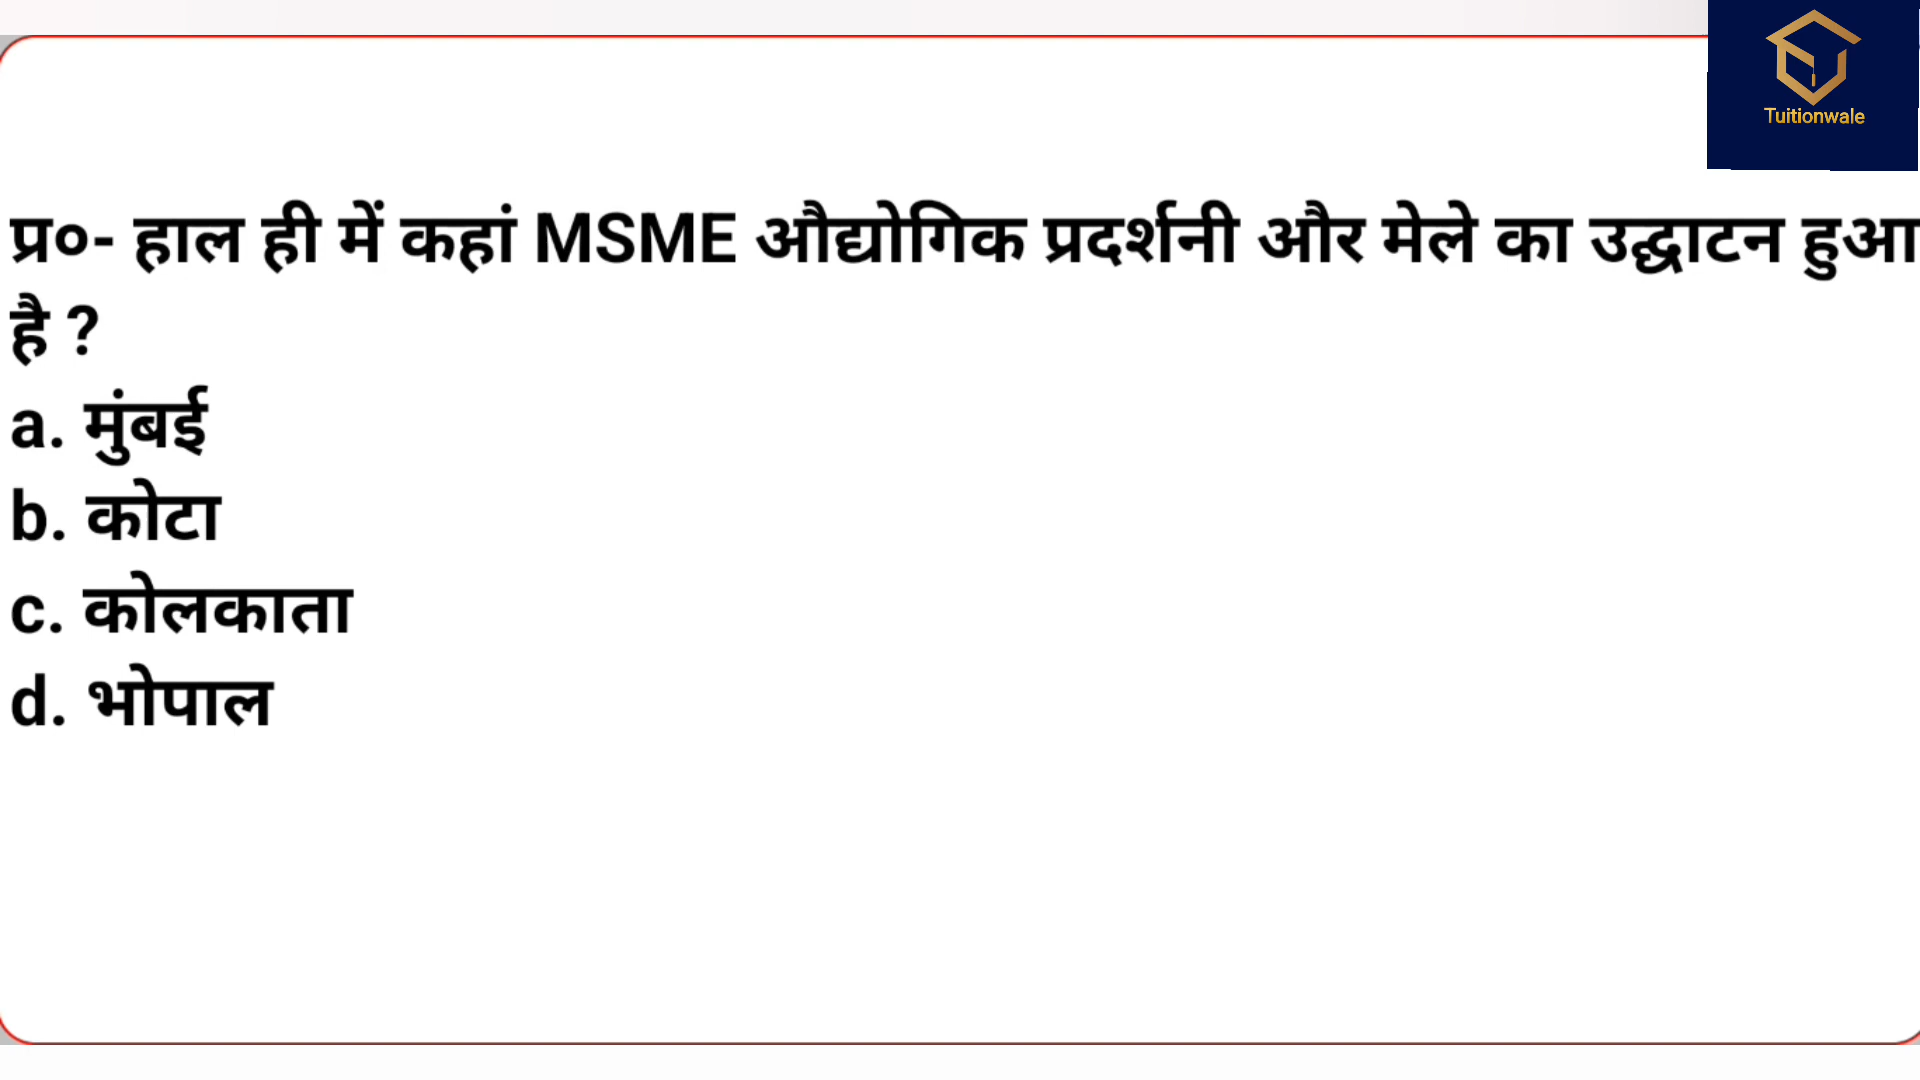 Tuitionwale
प्र०- हाल ही में कहां MSME औद्योगिक प्रदर्शनी और मेले का उद्घाटन हुआ
है ?
a. मुंबई
b. कोटा
c. कोलकाता
d. भोपाल